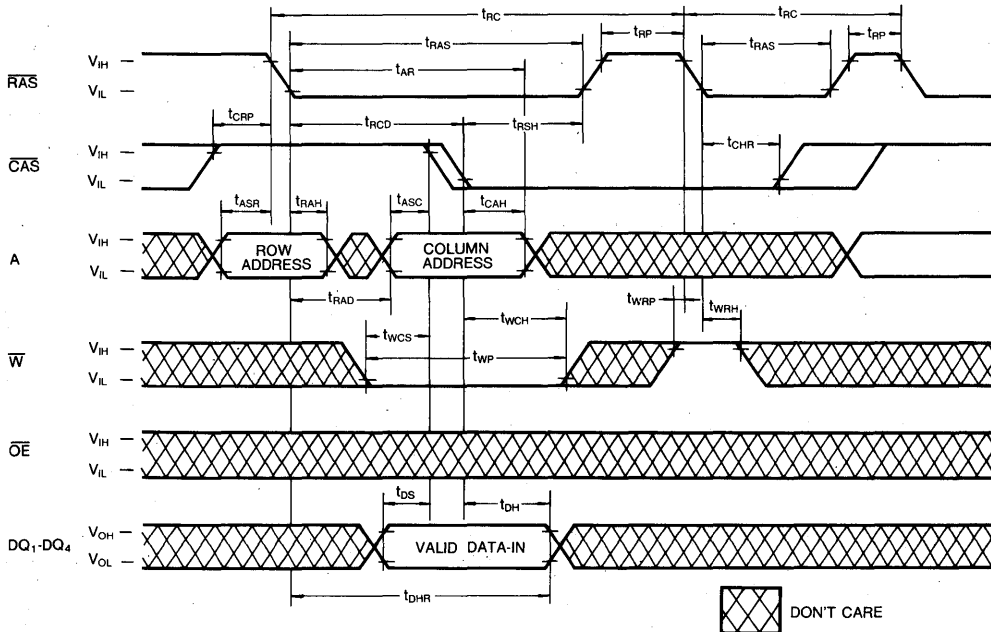 tRC tRC
tRAS tRP tRAS tRP
tAR
RAS VIH
VIL
tCRP tRCD tRSH
CAS VIH
VIL
tCHR
tASR tRAH tASC tCAH
A VIH
VIL
ROW ADDRESS
COLUMN ADDRESS
tRAD
tWCS tWCH tWRP tWRH
tWP
W VIH
VIL
OE VIH
VIL
tDS tDH
DQ1-DQ4 VOH
VOL
VALID DATA-IN
tDHR
DON'T CARE